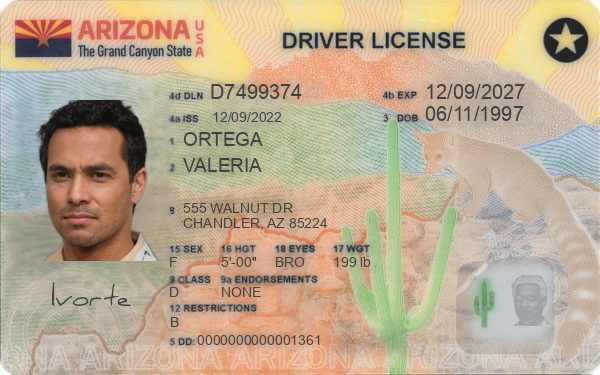 ARIZONA USA
The Grand Canyon State
DRIVER LICENSE
4d DLN D7499374 4b EXP 12/09/2027
4a ISS 12/09/2022 3 DOB 06/11/1997
1 ORTEGA
2 VALERIA
8 555 WALNUT DR
CHANDLER, AZ 85224
15 SEX 16 HGT 18 EYES 17 WGT
F 5'-00" BRO 199 lb
9 CLASS 9a ENDORSEMENTS
D NONE
12 RESTRICTIONS
B
5 DD: 0000000000001361
Ivorte
ARIZONA ARIZONA ARIZONA ARIZONA